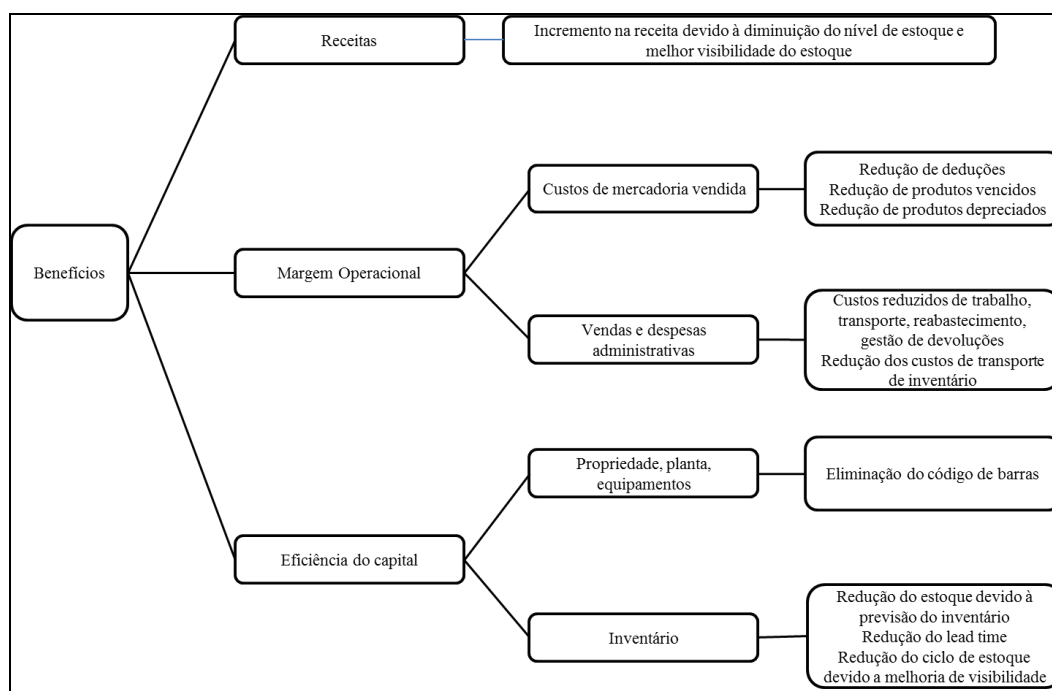 Receitas
Incremento na receita devido à diminuição do nível de estoque e
melhor visibilidade do estoque
Custos de mercadoria vendida
Redução de deduções
Redução de produtos vencidos
Redução de produtos depreciados
Benefícios
Margem Operacional
Vendas e despesas
administrativas
Custos reduzidos de trabalho,
transporte, reabastecimento,
gestão de devoluções
Redução dos custos de transporte
de inventário
Propriedade, planta,
equipamentos
Eliminação do código de barras
Eficiência do capital
Inventário
Redução do estoque devido à
previsão do inventário
Redução do lead time
Redução do ciclo de estoque
devido a melhoria de visibilidade